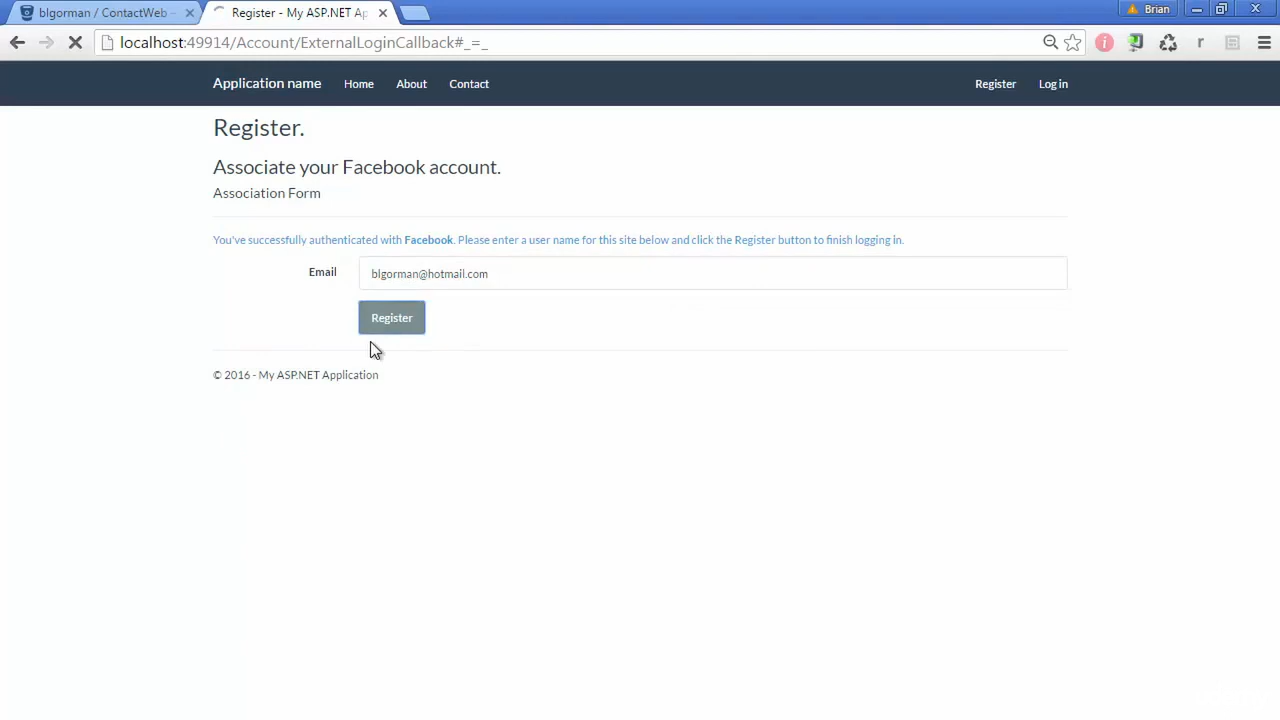 blgorman / ContactWeb -
Register - My ASP.NET Ap
Brian
localhost:49914/Account/ExternalLoginCallback#_=_
Application name Home About Contact Register Log in
Register.
Associate your Facebook account.
Association Form
You've successfully authenticated with Facebook. Please enter a user name for this site below and click the Register button to finish logging in.
Email blgorman@hotmail.com
Register
© 2016 - My ASP.NET Application